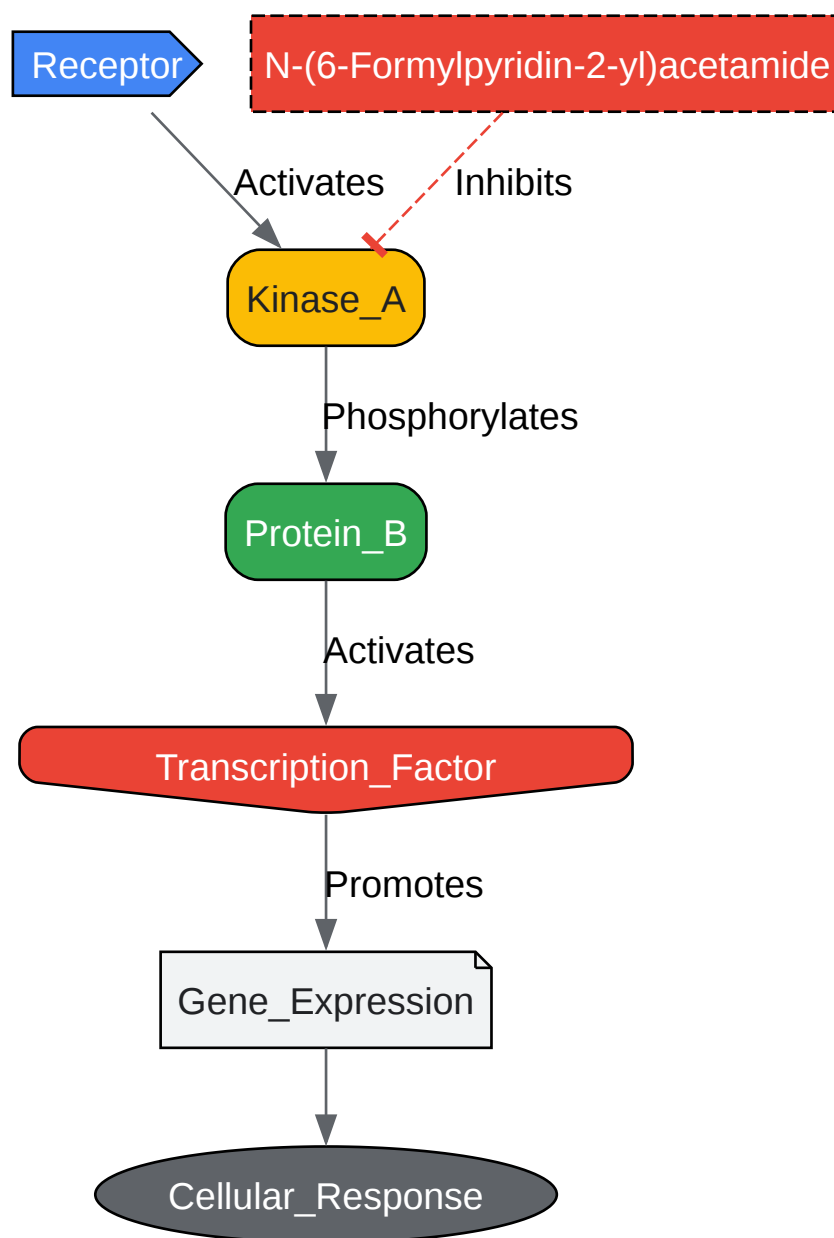 Receptor
N-(6-Formylpyridin-2-yl)acetamide
Activates
Inhibits
Kinase_A
Phosphorylates
Protein_B
Activates
Transcription_Factor
Promotes
Gene_Expression
Cellular_Response